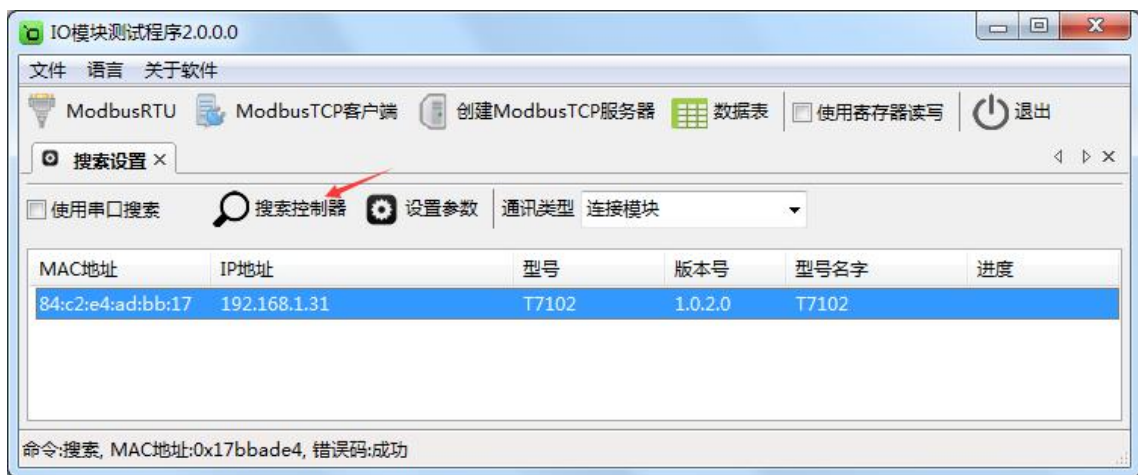 IO模块测试程序2.0.0.0
文件 语言 关于软件
ModbusRTU ModbusTCP客户端 创建ModbusTCP服务器 数据表 使用寄存器读写 退出
搜索设置
使用串口搜索 搜索控制器 设置参数 通讯类型 连接模块
MAC地址 IP地址 型号 版本号 型号名字 进度
84:c2:e4:ad:bb:17 192.168.1.31 T7102 1.0.2.0 T7102
命令:搜索, MAC地址:0x17bbade4, 错误码:成功